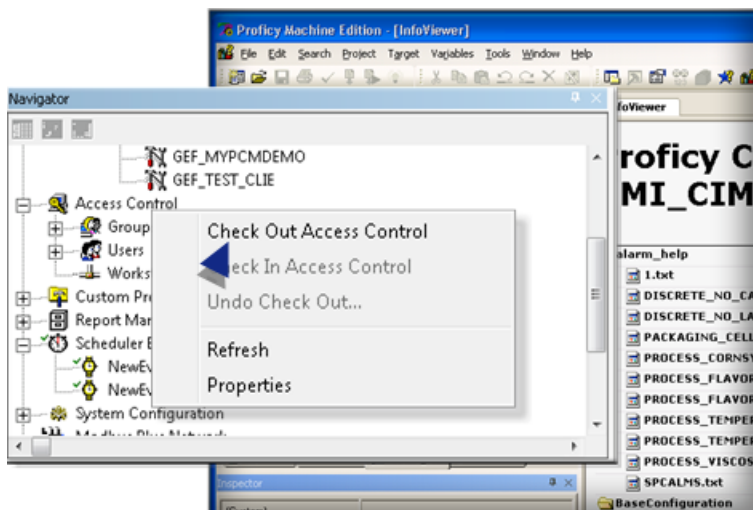 Proficy Machine Edition - [InfoViewer]
File Edit Search Project Target Variables Tools Window Help
Navigator
foViewer
GEF_MYPCMDEMO
GEF_TEST_CLIE
roficy C
MI_CIM
Access Control
Group
Users
Works
Check Out Access Control
eck In Access Control
Undo Check Out...
Refresh
Properties
Custom Pr
Report Mar
Scheduler E
NewEv
NewEv
System Configuration
alarm_help
1.txt
DISCRETE_NO_CA
DISCRETE_NO_LA
PACKAGING_CELL
PROCESS_CORNSY
PROCESS_FLAVOR
PROCESS_FLAVOR
PROCESS_TEMPER
PROCESS_TEMPER
PROCESS_VISCOS
SPCALMS.txt
BaseConfiguration
Inspector